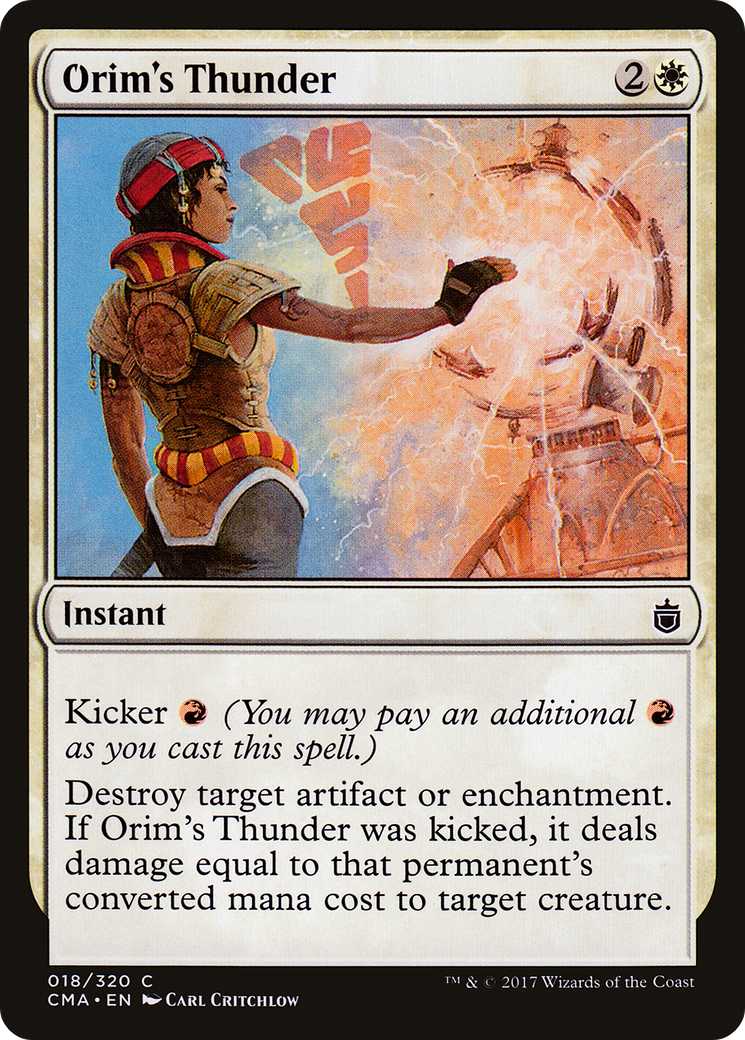 Orim's Thunder 2
Instant
Kicker (You may pay an additional
as you cast this spell.)
Destroy target artifact or enchantment.
If Orim's Thunder was kicked, it deals
damage equal to that permanent's
converted mana cost to target creature.
018/320 C
™ & © 2017 Wizards of the Coast
CMA • EN Carl Critchlow